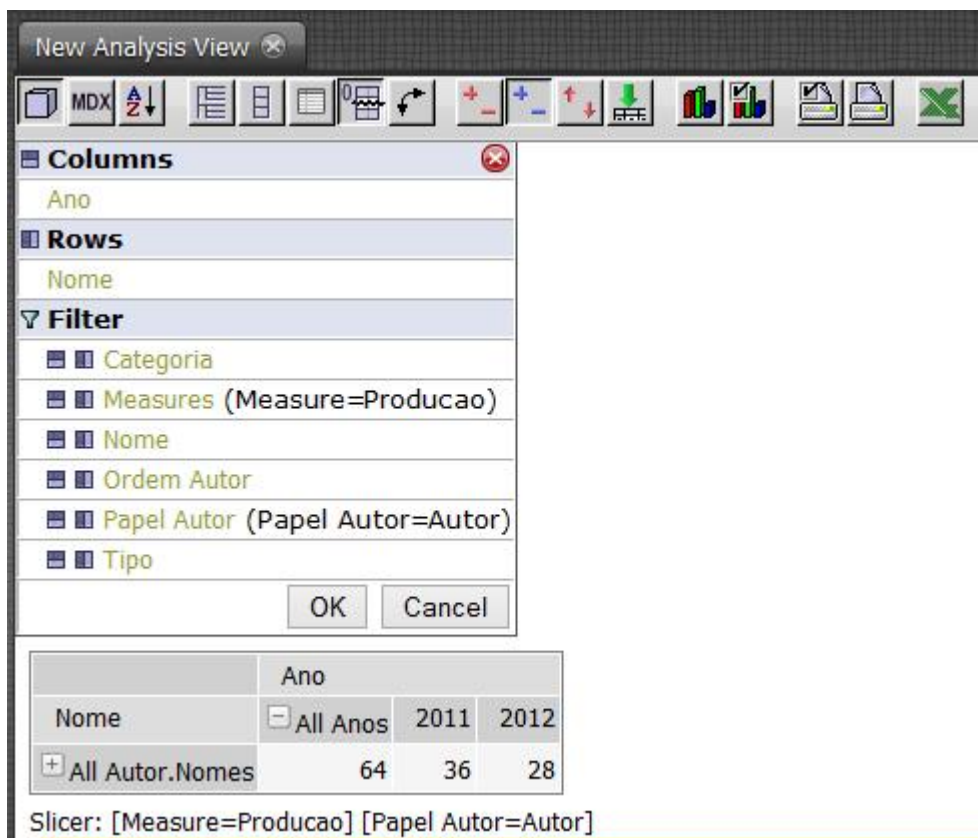 New Analysis View
MDX A Z 0
Columns
Ano
Rows
Nome
Filter
Categoria
Measures (Measure=Producao)
Nome
Ordem Autor
Papel Autor (Papel Autor=Autor)
Tipo
OK Cancel
Ano
Nome All Anos 2011 2012
All Autor.Nomes 64 36 28
Slicer: [Measure=Producao] [Papel Autor=Autor]